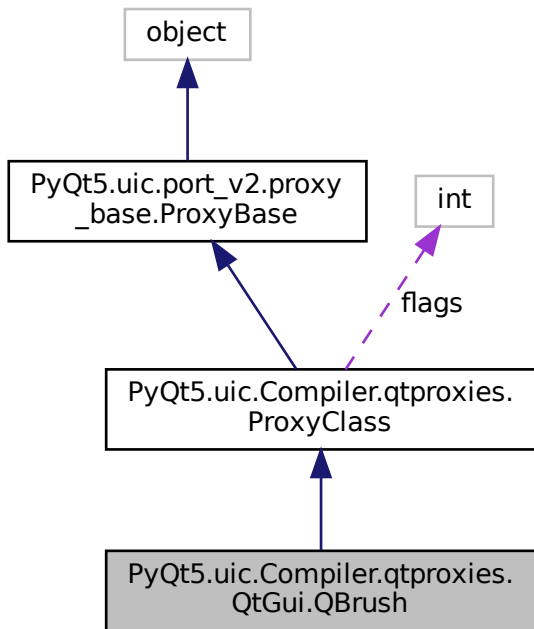 object
PyQt5.uic.port_v2.proxy
_base.ProxyBase
int
flags
PyQt5.uic.Compiler.qtproxies.
ProxyClass
PyQt5.uic.Compiler.qtproxies.
QtGui.QBrush